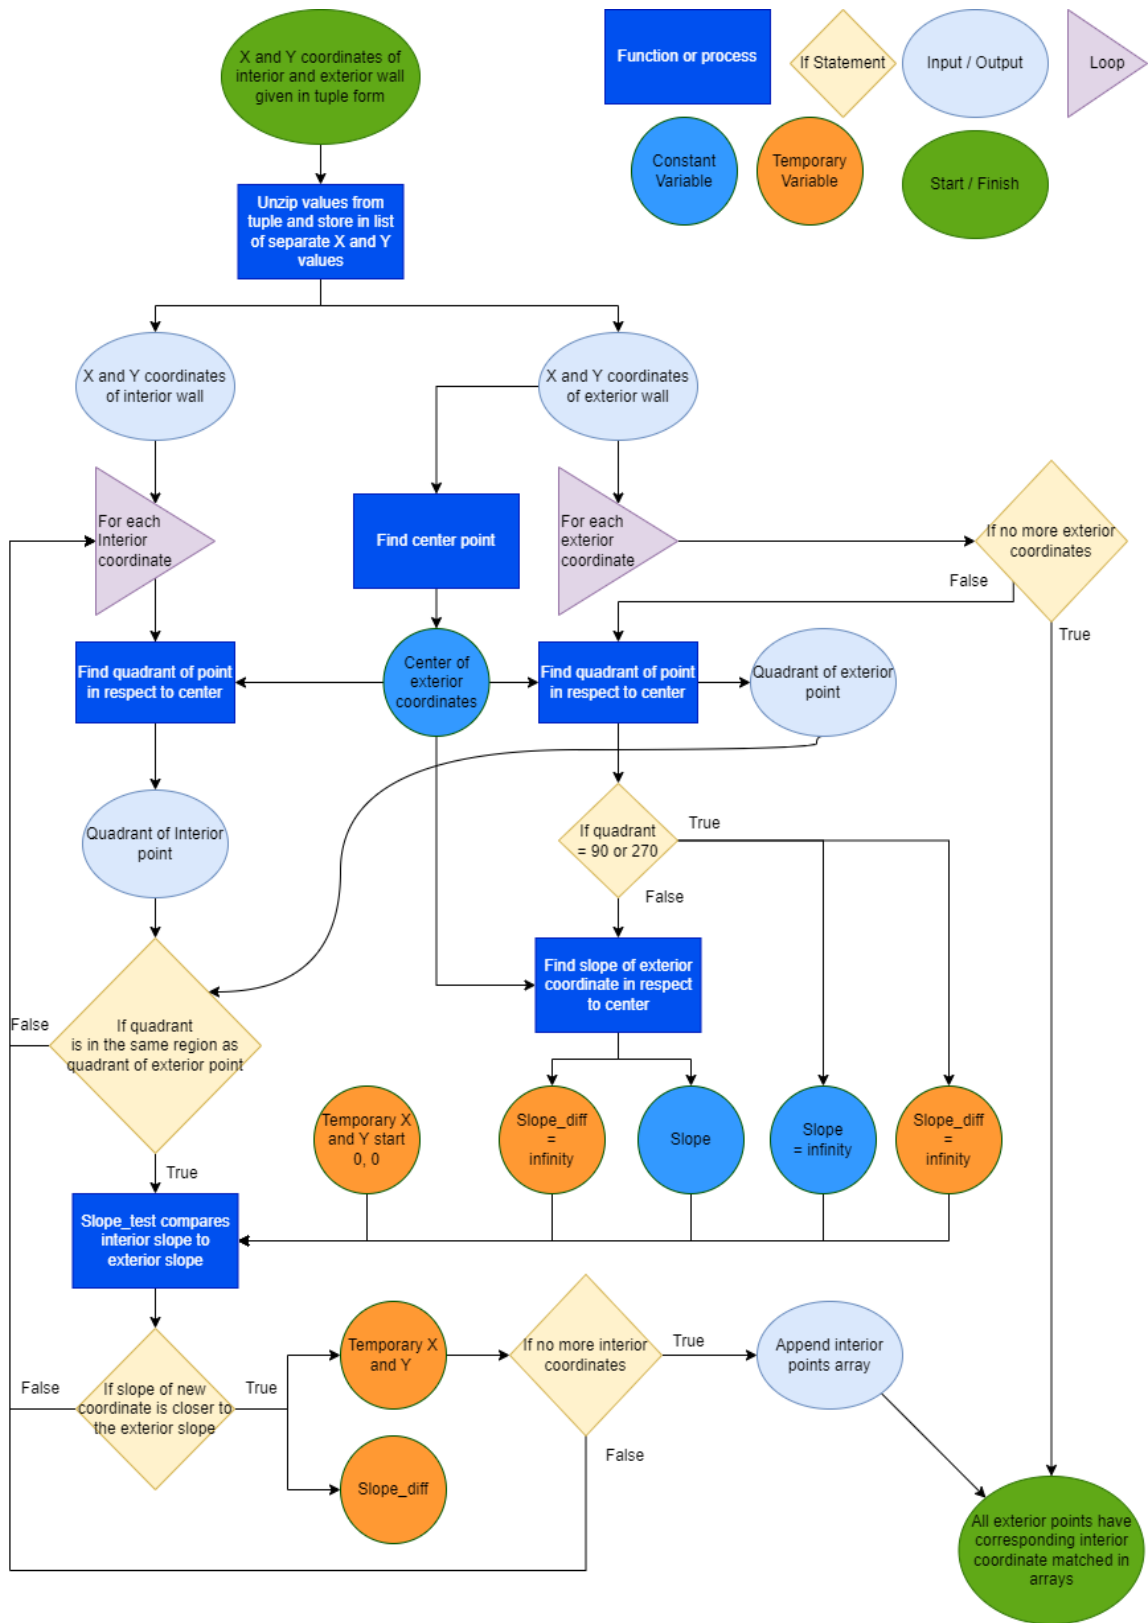 X and Y coordinates of
interior and exterior wall
given in tuple form
Function or process
If Statement
Input / Output
Loop
Constant
Variable
Temporary
Variable
Start / Finish
Unzip values from
tuple and store in list
of separate X and Y
values
X and Y coordinates
of interior wall
X and Y coordinates
of exterior wall
For each
Interior
coordinate
Find center point
For each
exterior
coordinate
If no more exterior
coordinates
False
True
Find quadrant of point
in respect to center
Center of
exterior
coordinates
Find quadrant of point
in respect to center
Quadrant of exterior
point
Quadrant of Interior
point
If quadrant
= 90 or 270
True
False
Find slope of exterior
coordinate in respect
to center
False
If quadrant
is in the same region as
quadrant of exterior point
True
Temporary X
and Y start
0, 0
Slope_diff
=
infinity
Slope
Slope
= infinity
Slope_diff
=
infinity
Slope_test compares
interior slope to
exterior slope
False
If slope of new
coordinate is closer to
the exterior slope
True
Temporary X
and Y
Slope_diff
If no more interior
coordinates
True
False
Append interior
points array
All exterior points have
corresponding interior
coordinate matched in
arrays